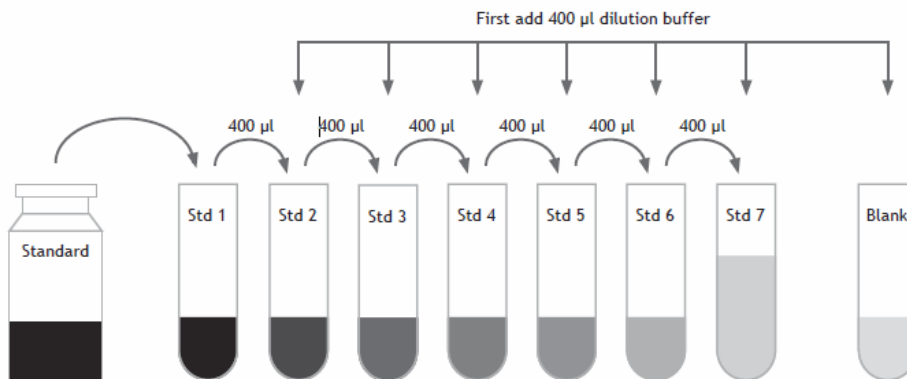 First add 400 µl dilution buffer
400 µl 400 µl 400 µl 400 µl 400 µl 400 µl
Std 1 Std 2 Std 3 Std 4 Std 5 Std 6 Std 7 Blank
Standard